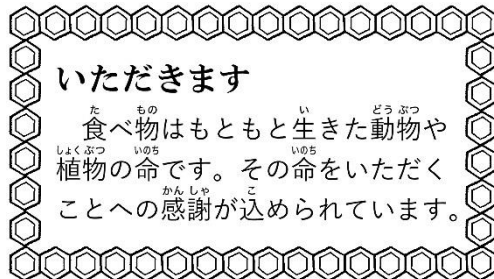 いただきます
食べ物はもともと生きた動物や
植物の命です。その命をいただく
ことへの感謝が込められています。